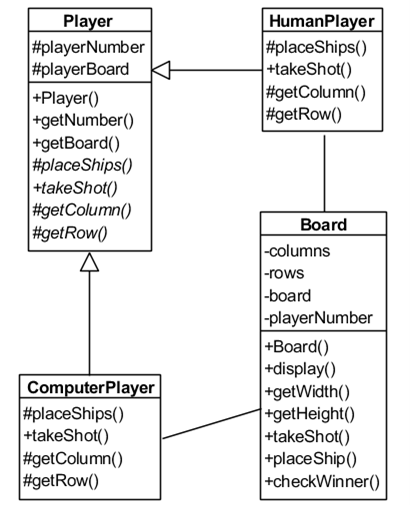 Player
#playerNumber
#playerBoard
+Player()
+getNumber()
+getBoard()
#placeShips()
+takeShot()
#getColumn()
#getRow()
HumanPlayer
#placeShips()
+takeShot()
#getColumn()
#getRow()
Board
-columns
-rows
-board
-playerNumber
+Board()
+display()
+getWidth()
+getHeight()
+takeShot()
+placeShip()
+checkWinner()
ComputerPlayer
#placeShips()
+takeShot()
#getColumn()
#getRow()